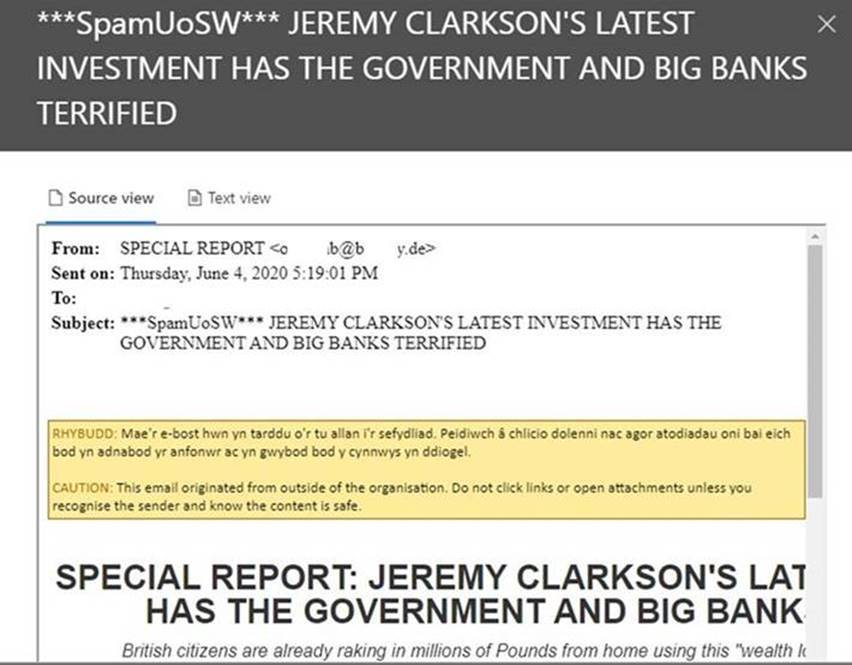 ***SpamUoSW*** JEREMY CLARKSON'S LATEST
INVESTMENT HAS THE GOVERNMENT AND BIG BANKS
TERRIFIED
Source view Text view
From: SPECIAL REPORT <o .b@b y.de>
Sent on: Thursday, June 4, 2020 5:19:01 PM
To:
Subject: ***SpamUoSW*** JEREMY CLARKSON'S LATEST INVESTMENT HAS THE
GOVERNMENT AND BIG BANKS TERRIFIED
RHYBUDD: Mae'r e-bost hwn yn tarddu o'r tu allan i'r sefydliad. Peidiwch â chlicio dolenni nac agor atodiadau oni bai eich
bod yn adnabod yr anfonwr ac yn gwybod bod y cynnwys yn ddiogel.
CAUTION: This email originated from outside of the organisation. Do not click links or open attachments unless you
recognise the sender and know the content is safe.
SPECIAL REPORT: JEREMY CLARKSON'S LAT
HAS THE GOVERNMENT AND BIG BANK
British citizens are already raking in millions of Pounds from home using this "wealth